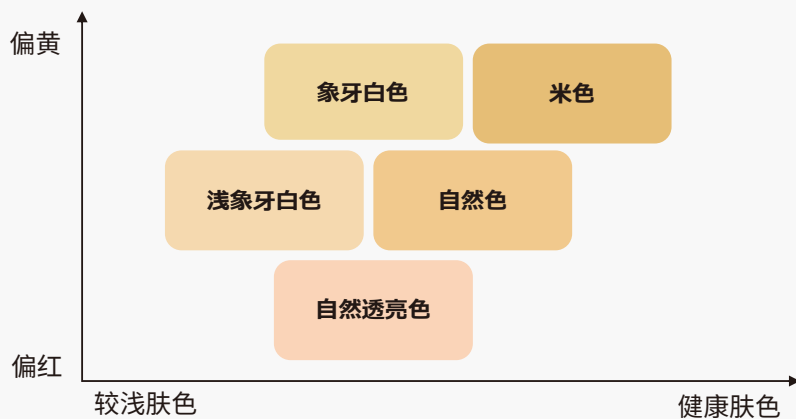 偏黄
象牙白色
米色
浅象牙白色
自然色
自然透亮色
偏红
较浅肤色
健康肤色